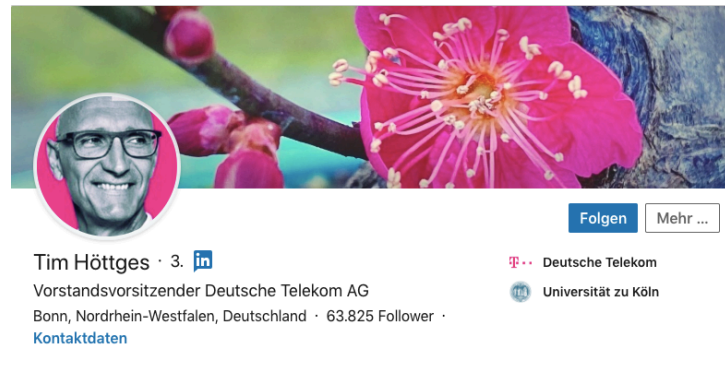 Folgen
Mehr ...
Tim Höttges · 3. in
Vorstandsvorsitzender Deutsche Telekom AG
Bonn, Nordrhein-Westfalen, Deutschland · 63.825 Follower ·
Kontaktdaten
T·· Deutsche Telekom
Universität zu Köln